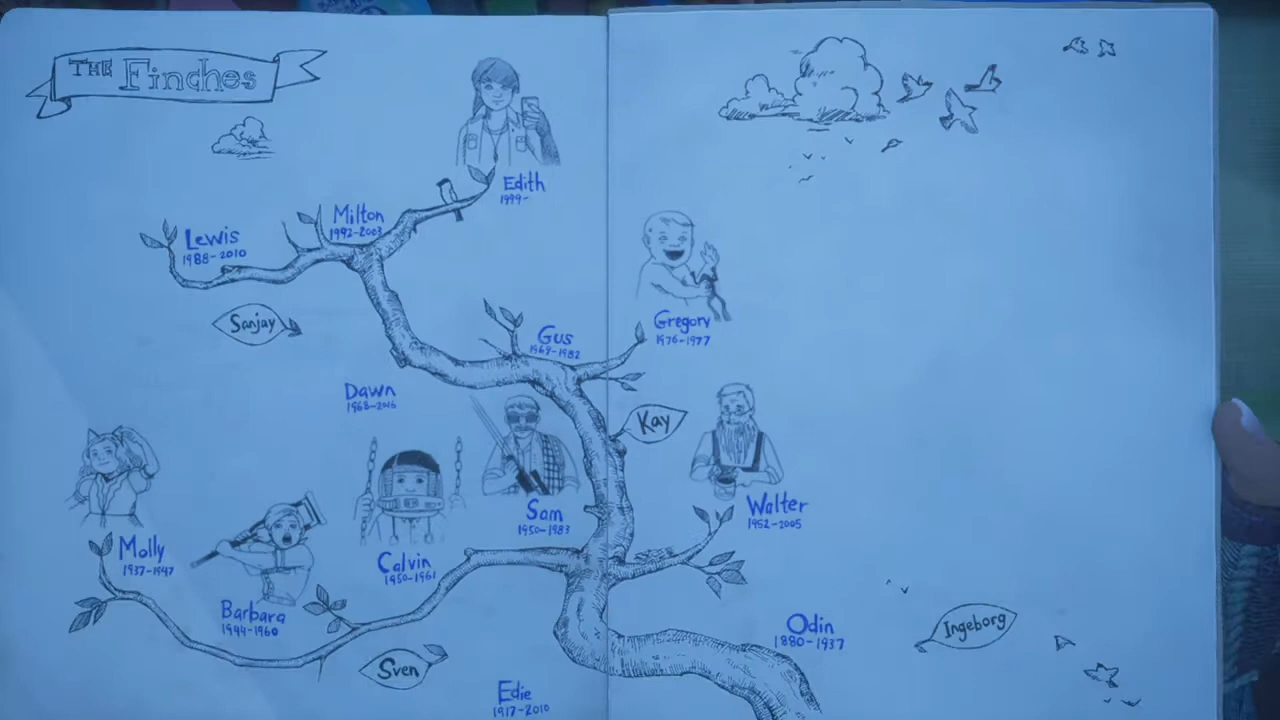 THE Finches
Edith
1999-
Milton
1992-2003
Lewis
1988-2010
Sanjay
Gregory
1976-1977
Gus
1969-1982
Dawn
1968-2016
Kay
Walter
1952-2005
Sam
1950-1983
Calvin
1950-1961
Molly
1937-1947
Barbara
1944-1960
Odin
1880-1937
Ingeborg
Sven
Edie
1917-2010